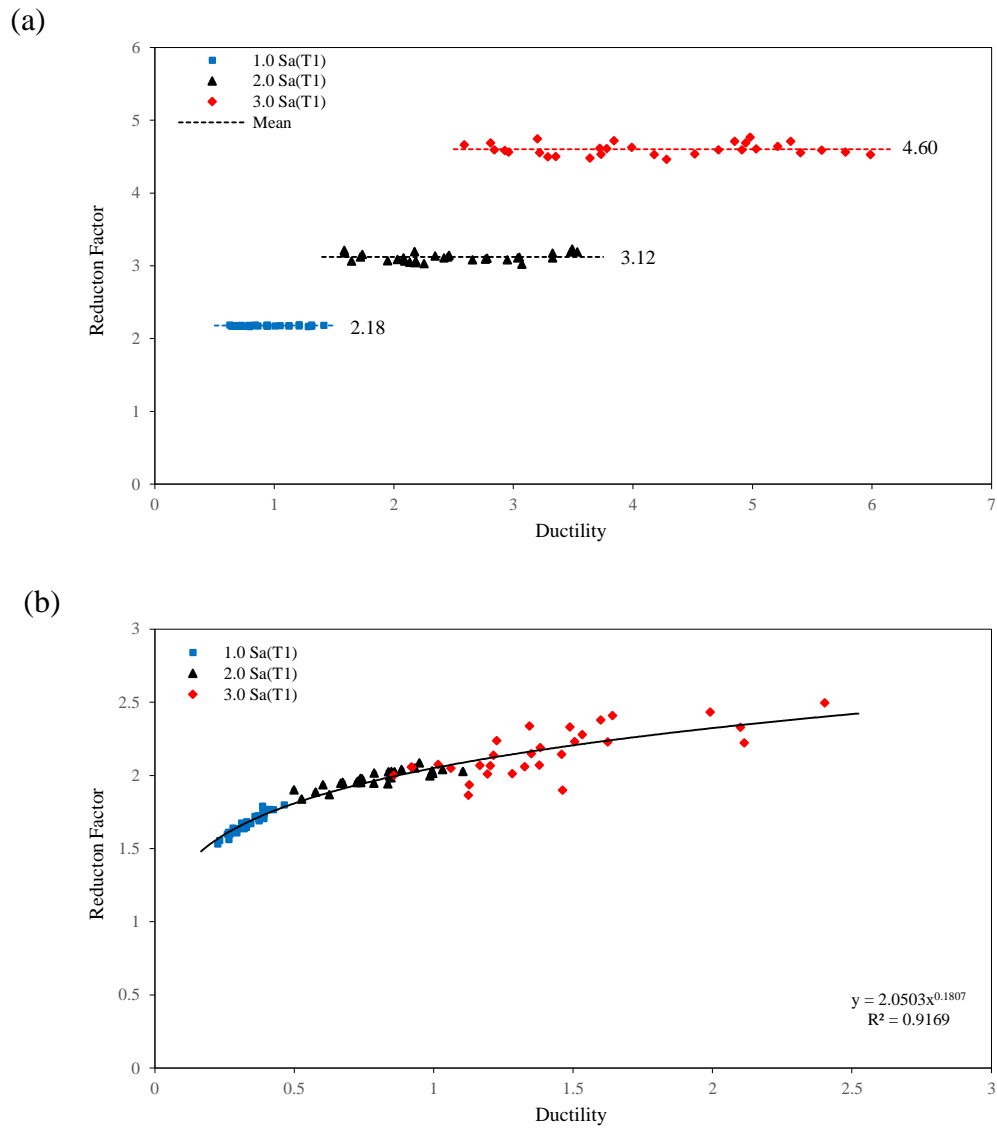 (a)
6
5
4
3
2
1
0
Reducton Factor
1.0 Sa(T1)
2.0 Sa(T1)
3.0 Sa(T1)
Mean
4.60
3.12
2.18
0 1 2 3 4 5 6 7
Ductility
(b)
3
2.5
2
1.5
1
0.5
0
Reducton Factor
1.0 Sa(T1)
2.0 Sa(T1)
3.0 Sa(T1)
y = 2.0503x^0.1807
R² = 0.9169
0 0.5 1 1.5 2 2.5 3
Ductility